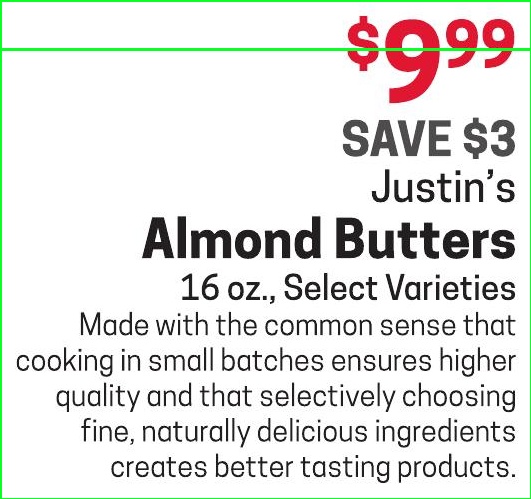 $9.99
SAVE $3
Justin's
Almond Butters
16 oz., Select Varieties
Made with the common sense that
cooking in small batches ensures higher
quality and that selectively choosing
fine, naturally delicious ingredients
creates better tasting products.